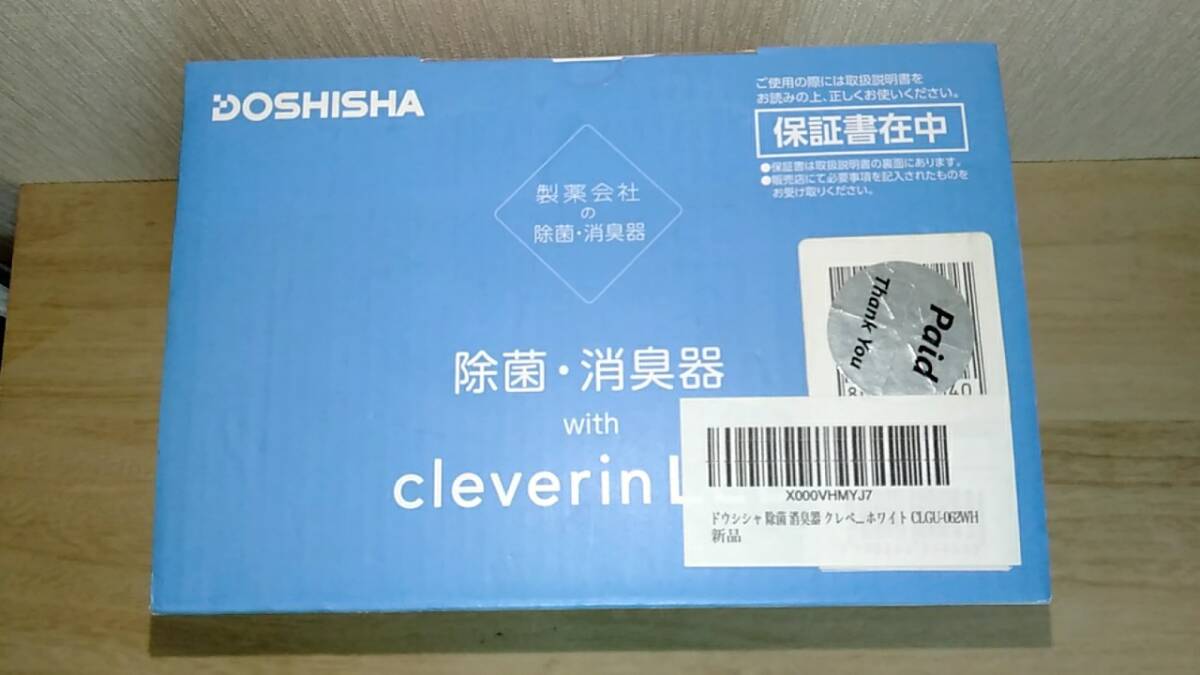 DOSHISHA
ご使用の際には取扱説明書を
お読みの上、正しくお使いください。
保証書在中
●保証書は取扱説明書の裏面にあります。
●販売店にて必要事項を記入されたものを
お受け取りください。
製薬会社
の
除菌・消臭器
除菌・消臭器
with
cleverin L
Paid
Thank You
X000VHMYJ7
ドウシシャ 除菌 消臭器 クレベ… ホワイト CLGU-062WH
新品